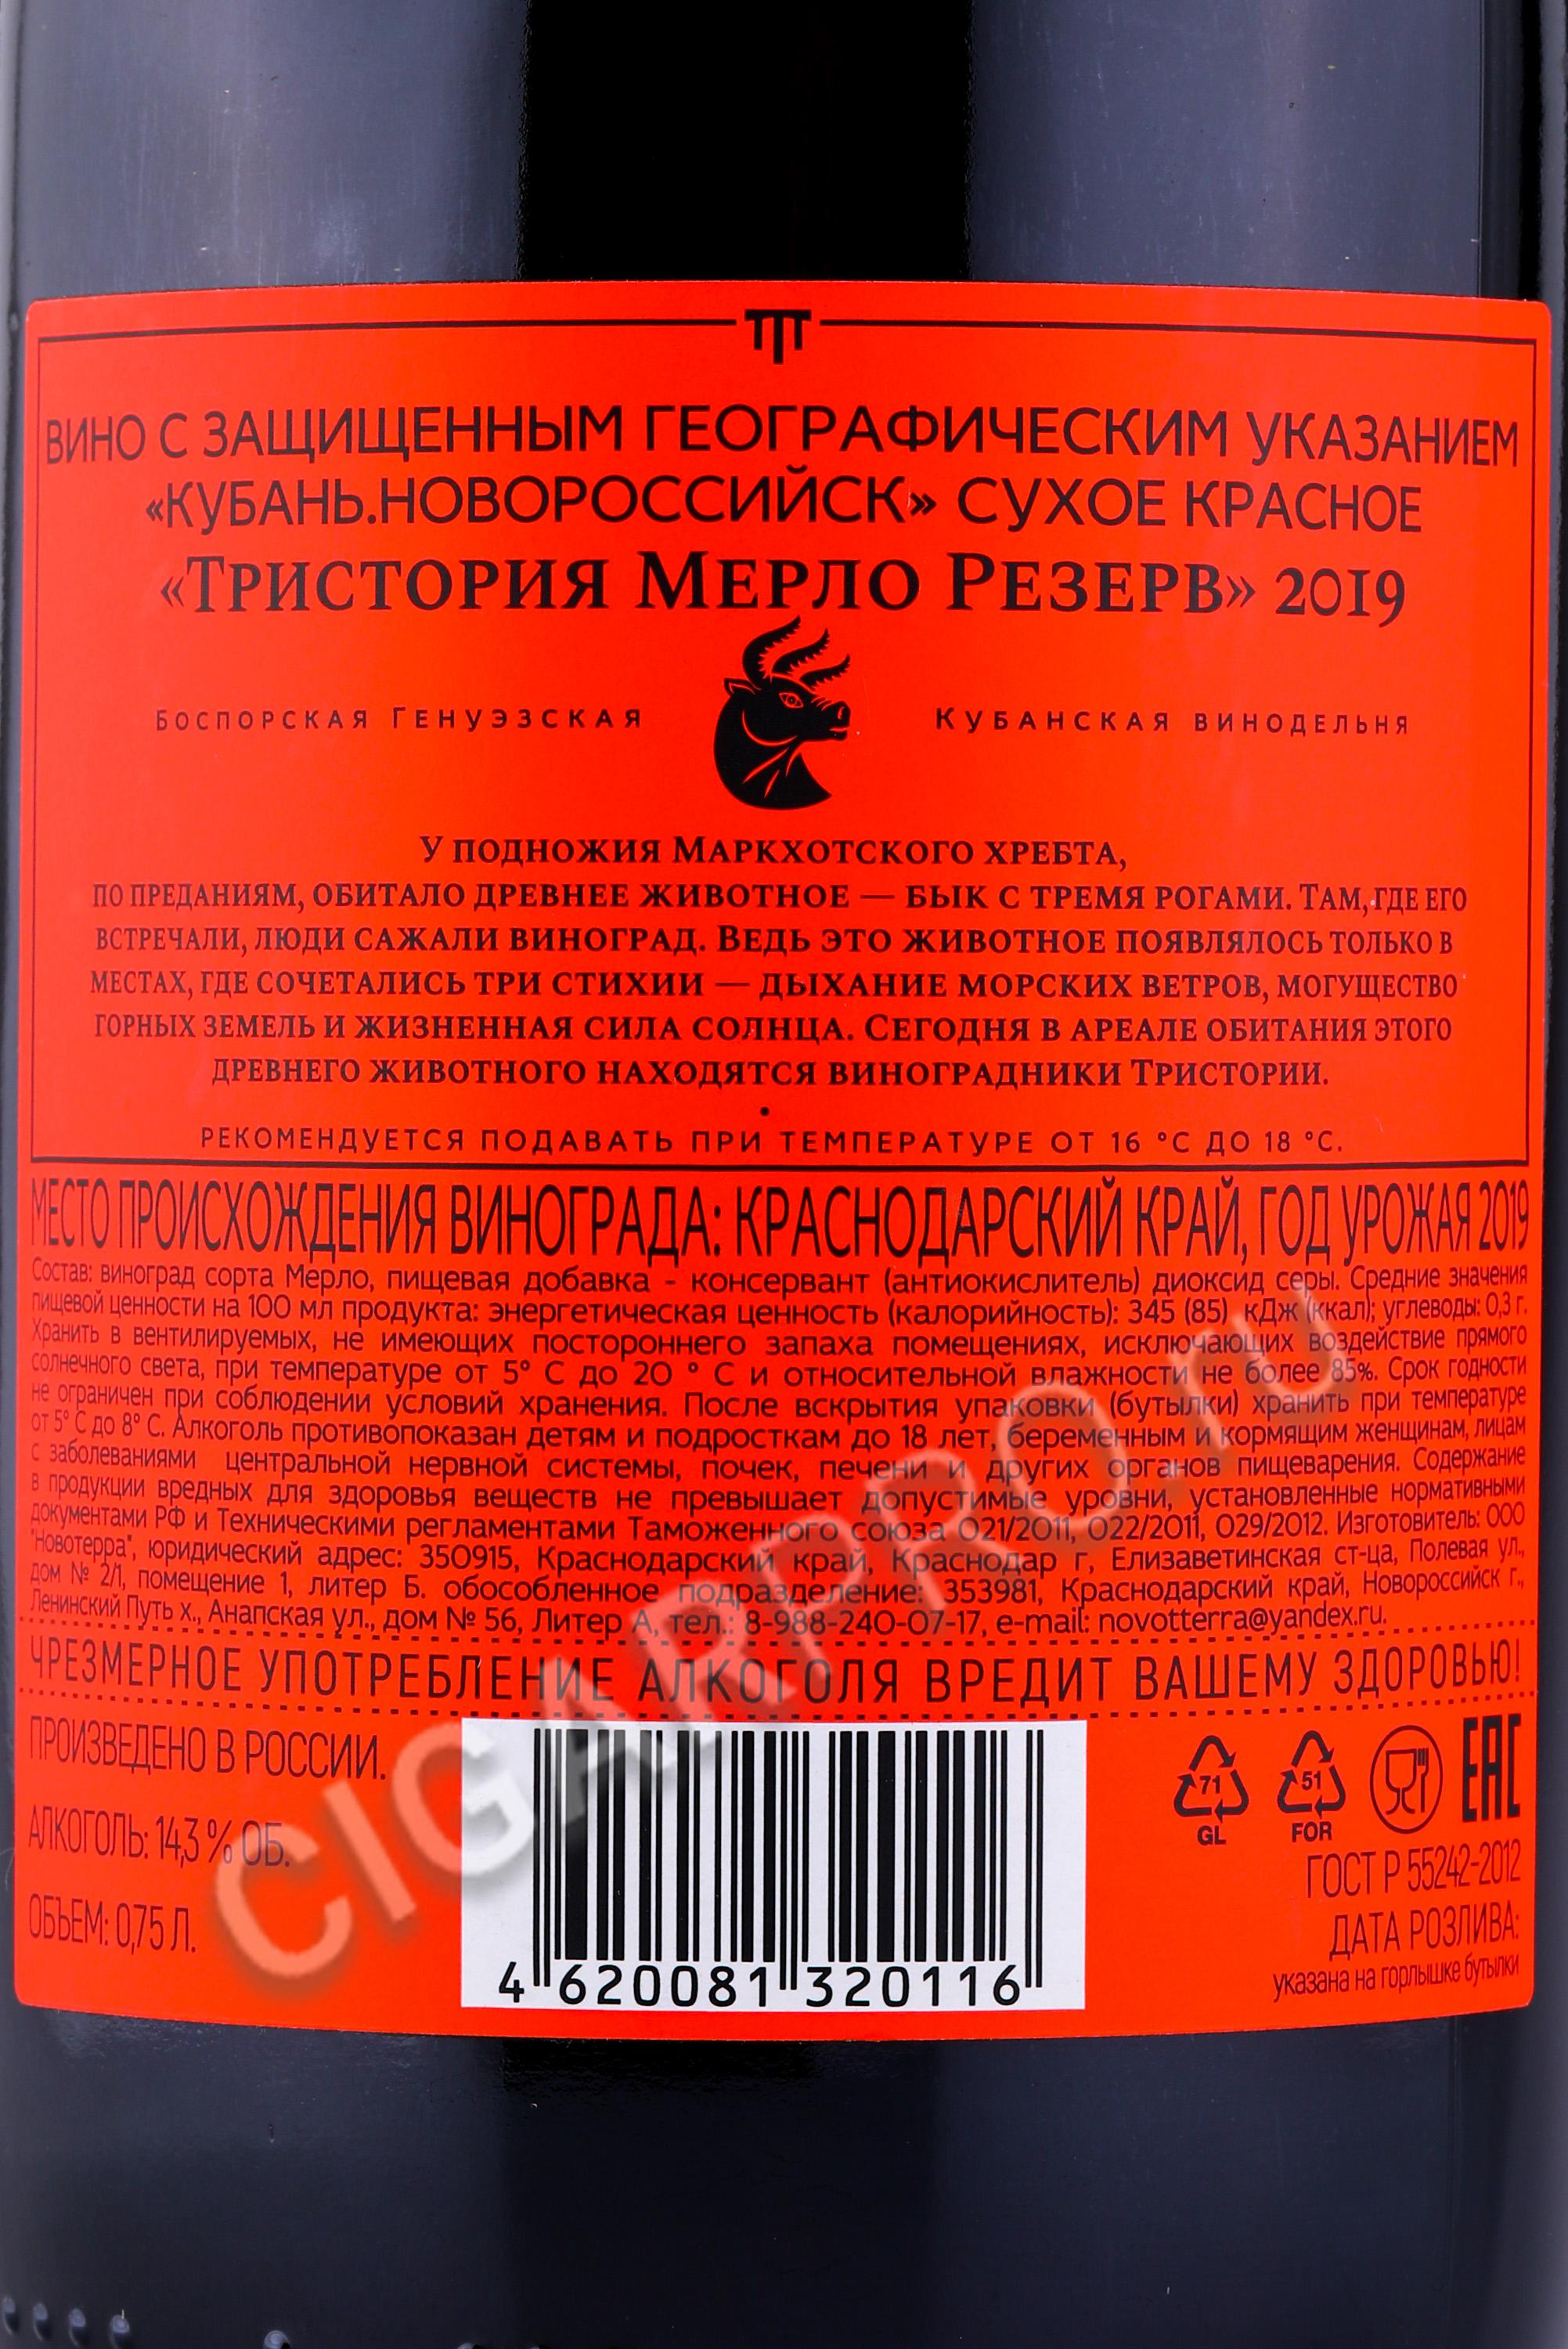 ВИНО С ЗАЩИЩЕННЫМ ГЕОГРАФИЧЕСКИМ УКАЗАНИЕМ
«КУБАНЬ.НОВОРОССИЙСК» СУХОЕ КРАСНОЕ
«ТРИСТОРИЯ МЕРЛО РЕЗЕРВ» 2019
БОСПОРСКАЯ ГЕНУЭЗСКАЯ КУБАНСКАЯ ВИНОДЕЛЬНЯ
У ПОДНОЖИЯ МАРКХОТСКОГО ХРЕБТА,
ПО ПРЕДАНИЯМ, ОБИТАЛО ДРЕВНЕЕ ЖИВОТНОЕ — БЫК С ТРЕМЯ РОГАМИ. ТАМ, ГДЕ ЕГО
ВСТРЕЧАЛИ, ЛЮДИ САЖАЛИ ВИНОГРАД. ВЕДЬ ЭТО ЖИВОТНОЕ ПОЯВЛЯЛОСЬ ТОЛЬКО В
МЕСТАХ, ГДЕ СОЧЕТАЛИСЬ ТРИ СТИХИИ — ДЫХАНИЕ МОРСКИХ ВЕТРОВ, МОГУЩЕСТВО
ГОРНЫХ ЗЕМЕЛЬ И ЖИЗНЕННАЯ СИЛА СОЛНЦА. СЕГОДНЯ В АРЕАЛЕ ОБИТАНИЯ ЭТОГО
ДРЕВНЕГО ЖИВОТНОГО НАХОДЯТСЯ ВИНОГРАДНИКИ ТРИСТОРИИ.
•
РЕКОМЕНДУЕТСЯ ПОДАВАТЬ ПРИ ТЕМПЕРАТУРЕ ОТ 16 °С ДО 18 °С.
МЕСТО ПРОИСХОЖДЕНИЯ ВИНОГРАДА: КРАСНОДАРСКИЙ КРАЙ, ГОД УРОЖАЯ 2019
Состав: виноград сорта Мерло, пищевая добавка - консервант (антиокислитель) диоксид серы. Средние значения
пищевой ценности на 100 мл продукта: энергетическая ценность (калорийность): 345 (85) кДж (ккал); углеводы: 0,3 г.
Хранить в вентилируемых, не имеющих постороннего запаха помещениях, исключающих воздействие прямого
солнечного света, при температуре от 5° С до 20 ° С и относительной влажности не более 85%. Срок годности
не ограничен при соблюдении условий хранения. После вскрытия упаковки (бутылки) хранить при температуре
от 5° С до 8° С. Алкоголь противопоказан детям и подросткам до 18 лет, беременным и кормящим женщинам, лицам
с заболеваниями центральной нервной системы, почек, печени и других органов пищеварения. Содержание
в продукции вредных для здоровья веществ не превышает допустимые уровни, установленные нормативными
документами РФ и Техническими регламентами Таможенного союза 021/2011, 022/2011, 029/2012. Изготовитель: ООО
"Новотерра", юридический адрес: 350915, Краснодарский край, Краснодар г, Елизаветинская ст-ца, Полевая ул.,
дом № 2/1, помещение 1, литер Б. обособленное подразделение: 353981, Краснодарский край, Новороссийск г.,
Ленинский Путь х., Анапская ул., дом № 56, Литер А, тел.: 8-988-240-07-17, e-mail: novotterra@yandex.ru.
ЧРЕЗМЕРНОЕ УПОТРЕБЛЕНИЕ АЛКОГОЛЯ ВРЕДИТ ВАШЕМУ ЗДОРОВЬЮ!
ПРОИЗВЕДЕНО В РОССИИ.
АЛКОГОЛЬ: 14,3 % ОБ.
ОБЪЕМ: 0,75 Л.
4 620081 320116
71
GL
51
FOR
EAC
ГОСТ Р 55242-2012
ДАТА РОЗЛИВА:
указана на горлышке бутылки
CIGARPRO.ru